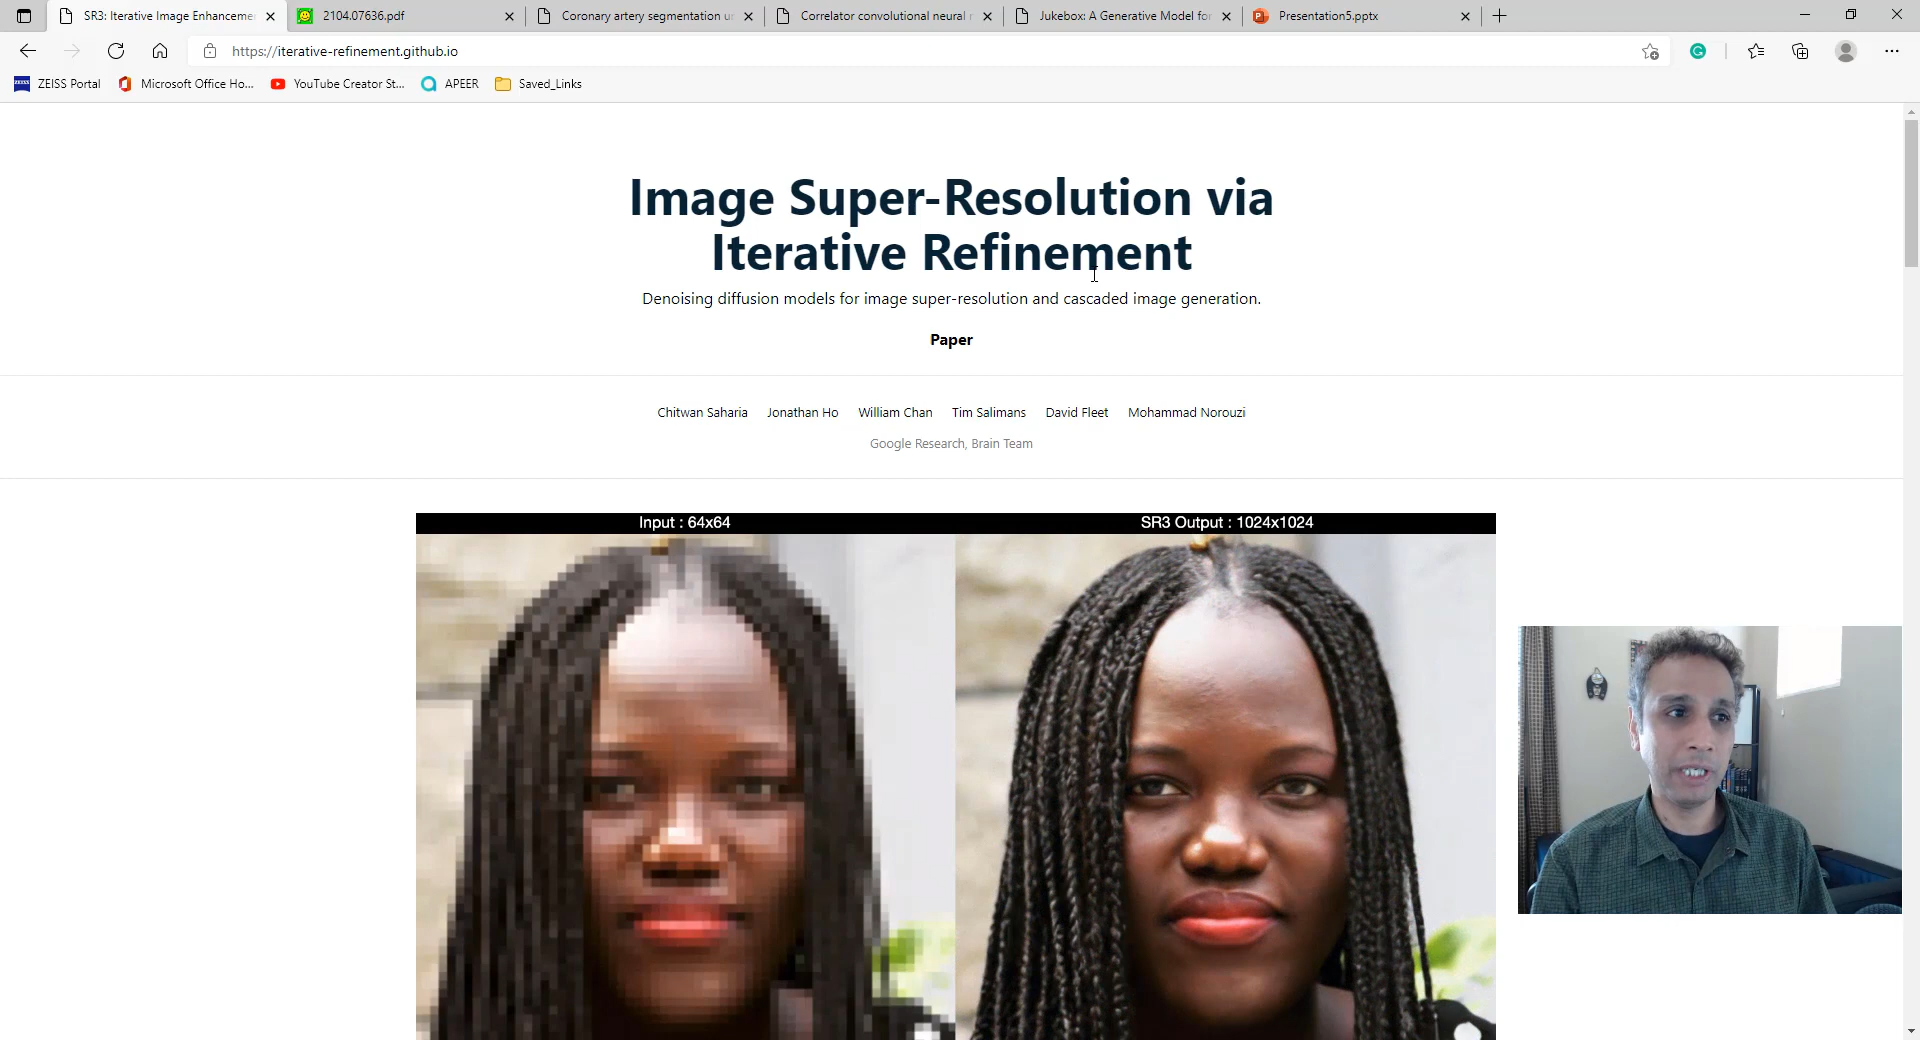 SR3: Iterative Image Enhanceme
2104.07636.pdf
Coronary artery segmentation u
Correlator convolutional neural r
Jukebox: A Generative Model for
Presentation5.pptx
https://iterative-refinement.github.io
ZEISS Portal
Microsoft Office Ho...
YouTube Creator St...
APEER
Saved_Links
Image Super-Resolution via
Iterative Refinement
Denoising diffusion models for image super-resolution and cascaded image generation.
Paper
Chitwan Saharia Jonathan Ho William Chan Tim Salimans David Fleet Mohammad Norouzi
Google Research, Brain Team
Input : 64x64
SR3 Output : 1024x1024